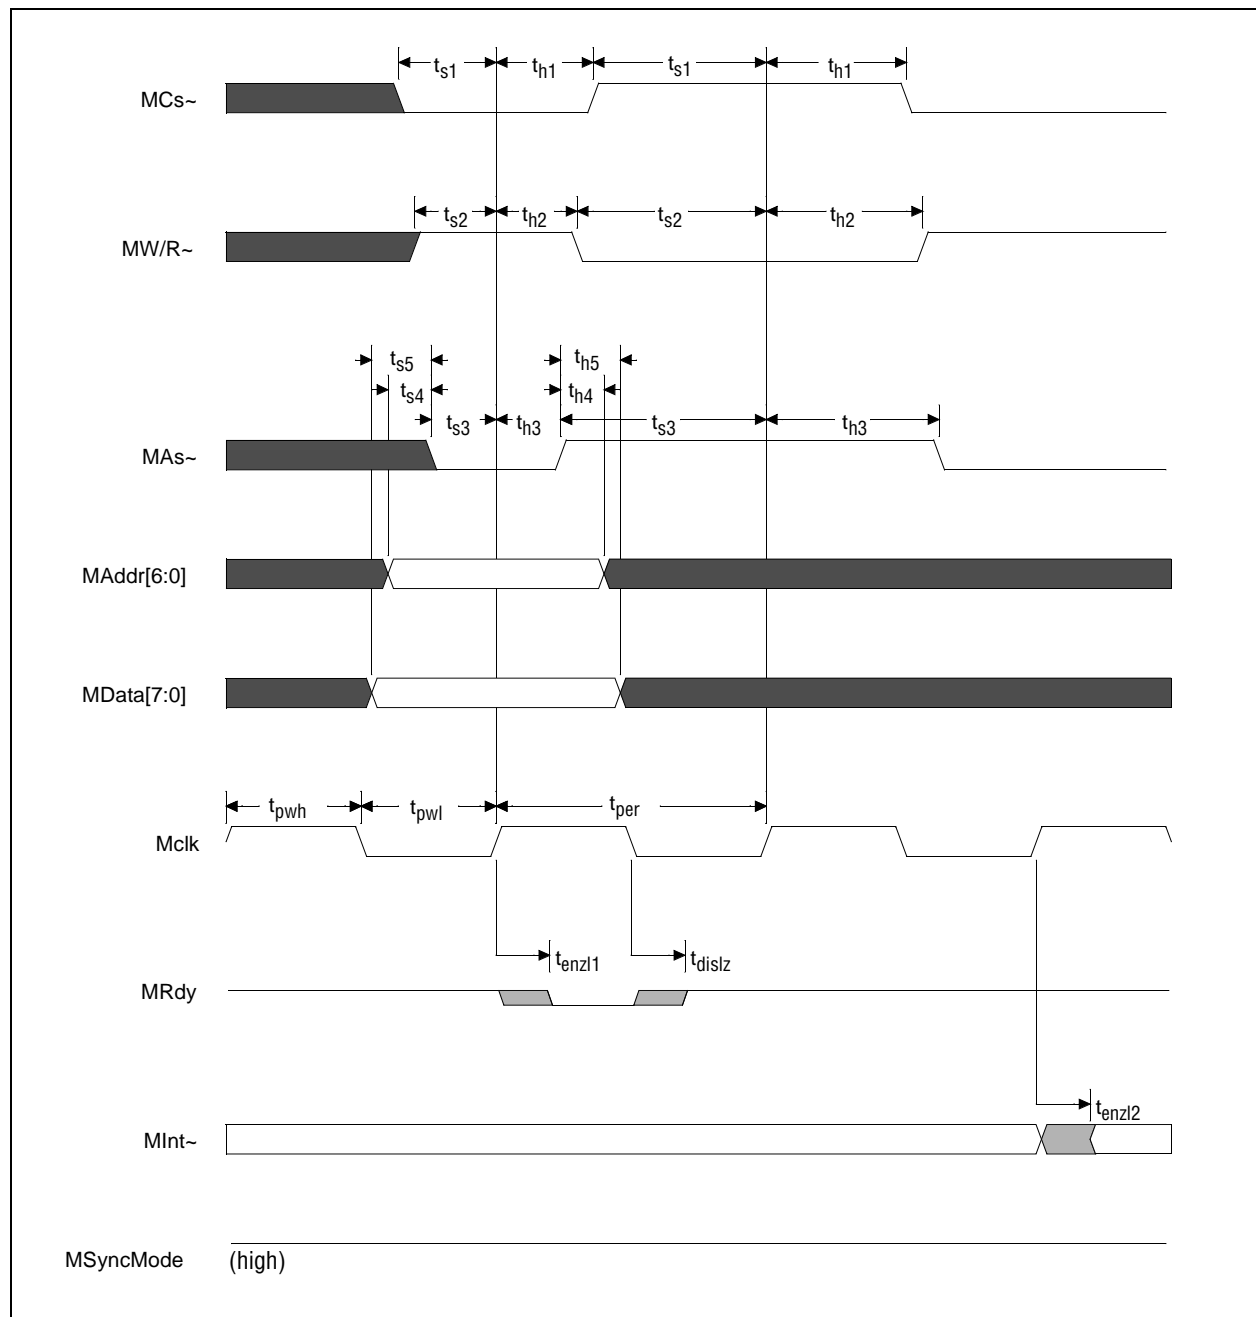 ts1 th1 ts1 th1
MCs~
ts2 th2 ts2 th2
MW/R~
ts5 th5
ts4 th4
ts3 th3 ts3 th3
MAs~
MAddr[6:0]
MData[7:0]
tpwh tpwl tper
Mclk
tenzl1 tdislz
MRdy
tenzl2
MInt~
MSyncMode (high)